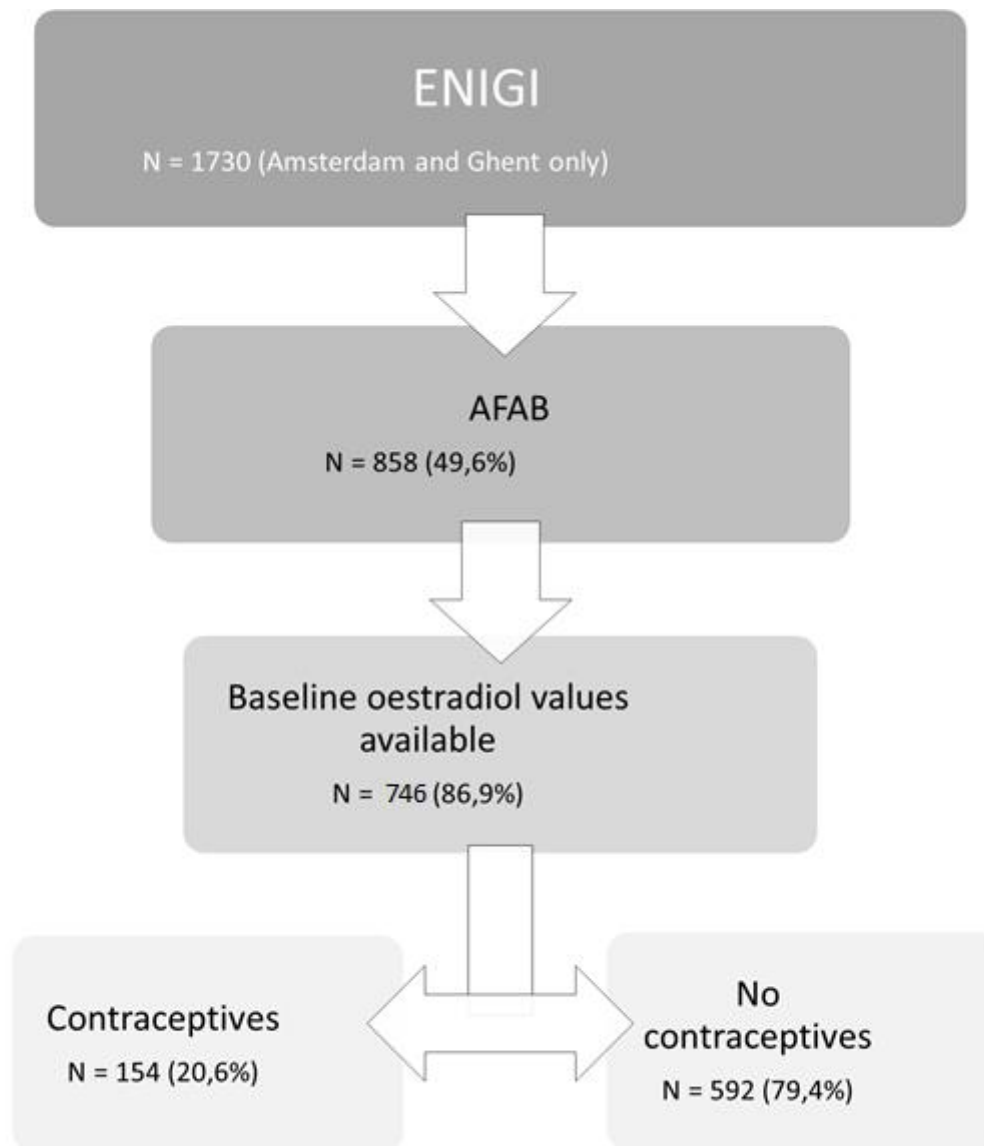 ENIGI
N = 1730 (Amsterdam and Ghent only)
AFAB
N = 858 (49,6%)
Baseline oestradiol values
available
N = 746 (86,9%)
Contraceptives
N = 154 (20,6%)
No
contraceptives
N = 592 (79,4%)